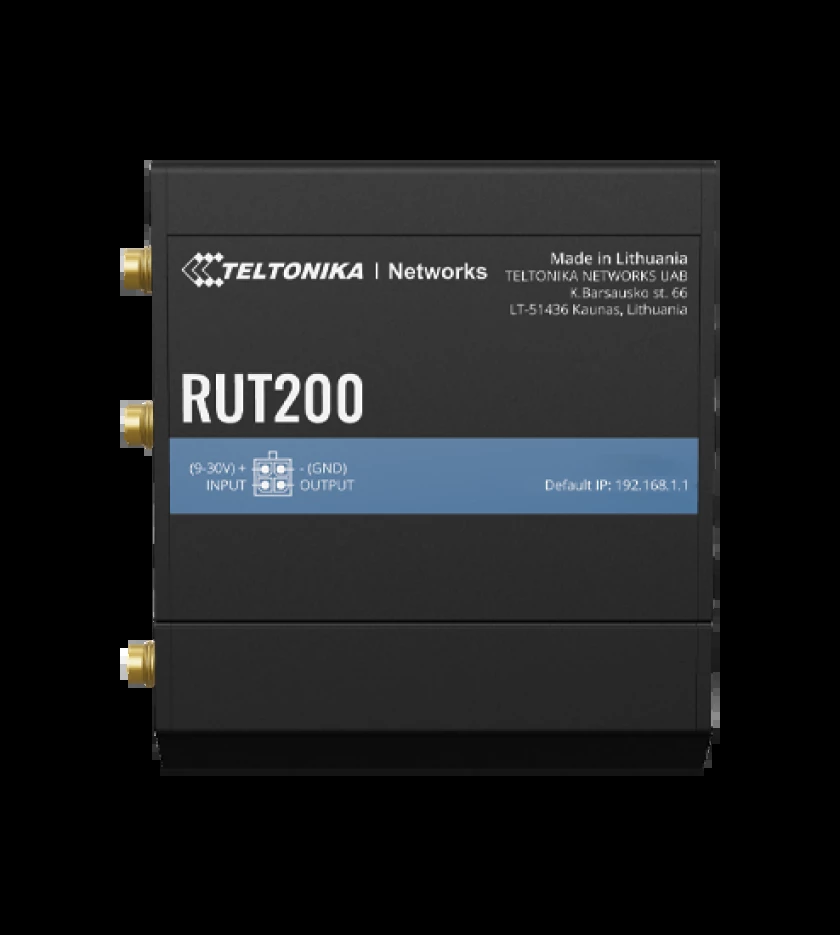 TELTONIKA | Networks
Made in Lithuania
TELTONIKA NETWORKS UAB
K.Barsausko st. 66
LT-51436 Kaunas, Lithuania
RUT200
(9-30V) + - (GND)
INPUT OUTPUT
Default IP: 192.168.1.1